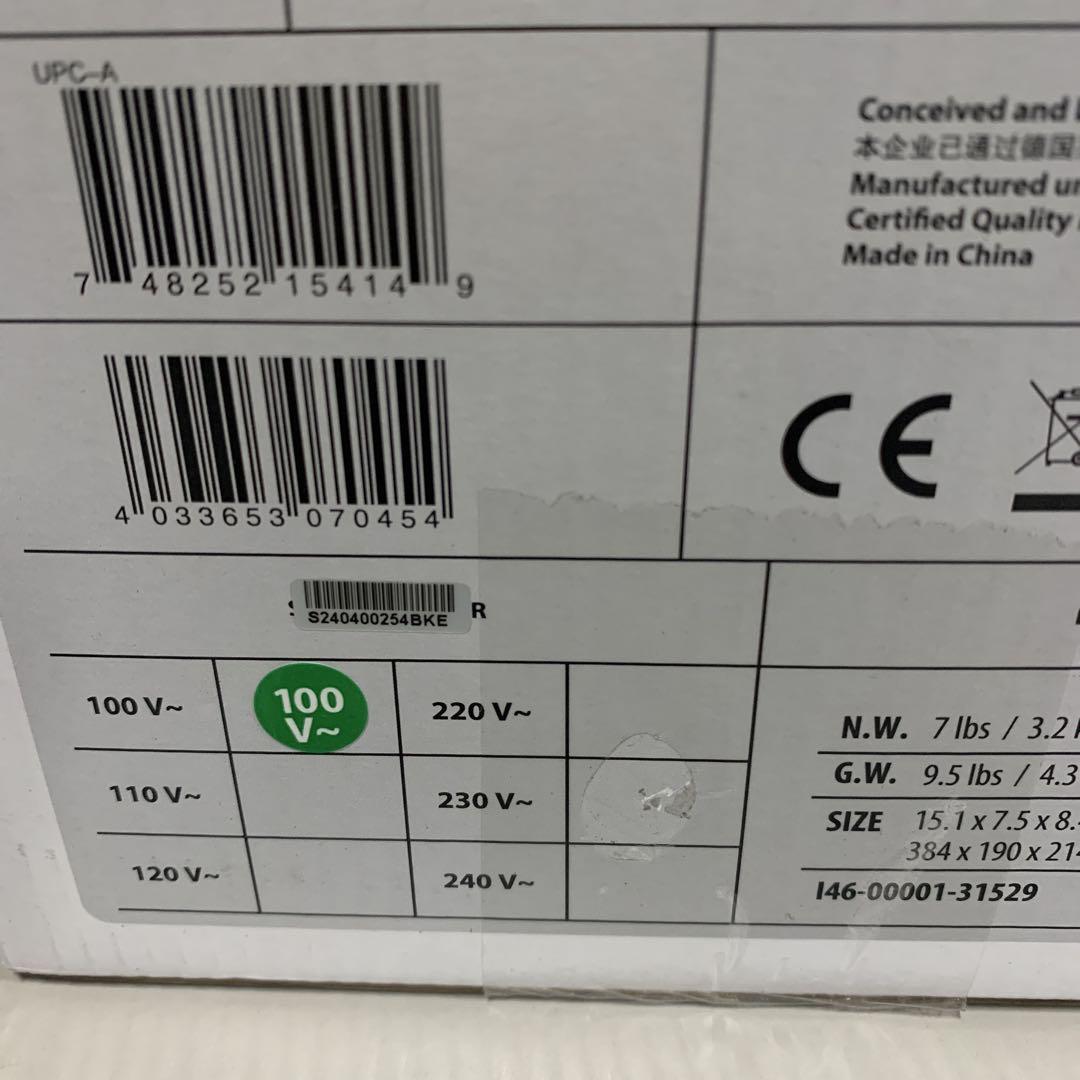 UPC-A
7 48252 15414 9
Conceived and
本企业已通过德国
Manufactured
Certified Quality
Made in China
4 033653 070454
CE
S240400254BKE R
100 V~ 100 V~ 220 V~
110 V~ 230 V~
120 V~ 240 V~
N.W. 7 lbs / 3.2
G.W. 9.5 lbs / 4.3
SIZE 15.1 x 7.5 x 8.
384 x 190 x 21
I46-00001-31529